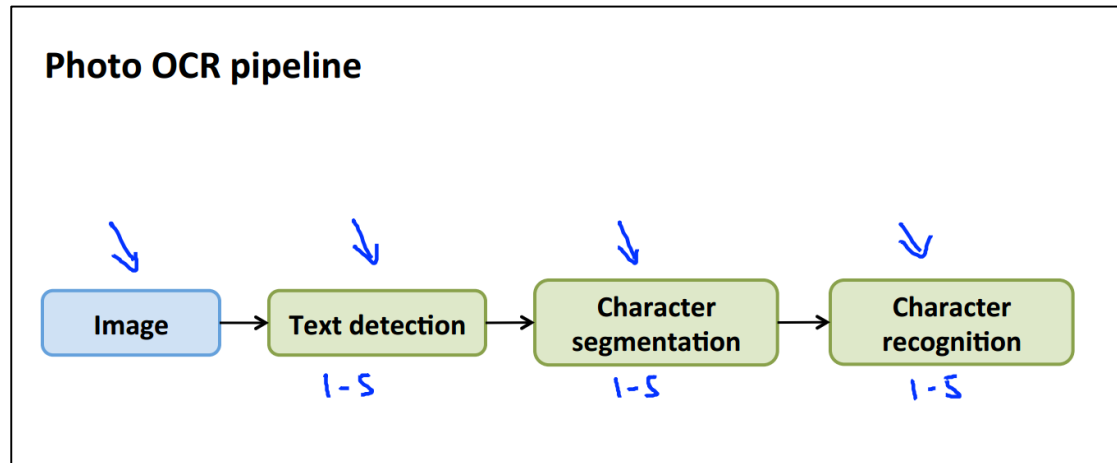 Photo OCR pipeline
Image
Text detection
Character
segmentation
Character
recognition
1-5
1-5
1-5